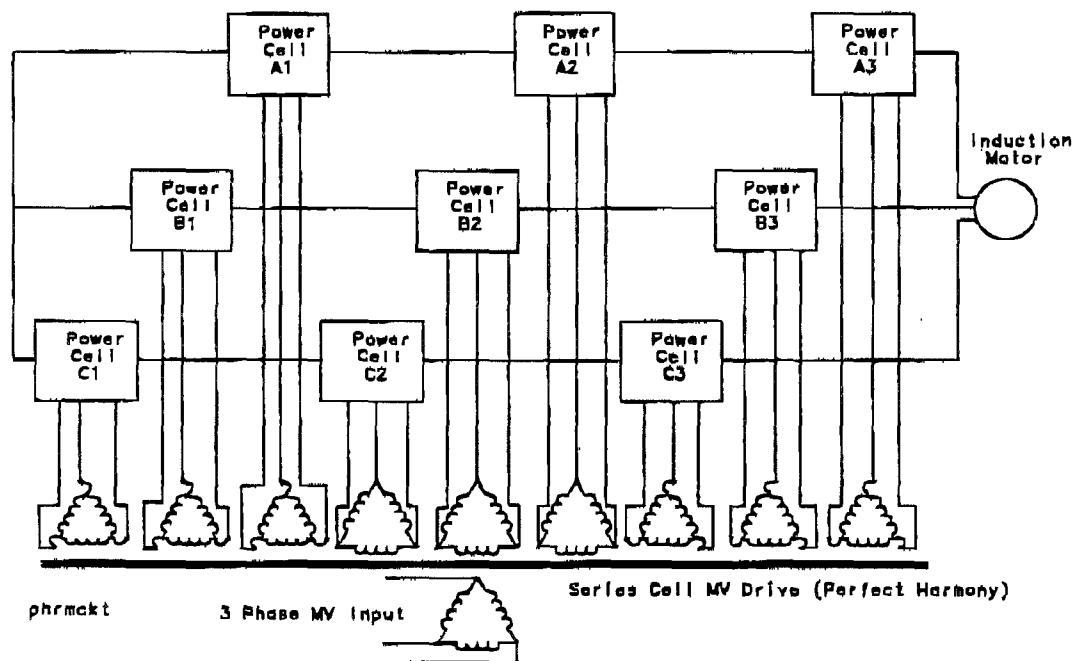 Power
Cell
A1
Power
Cell
A2
Power
Cell
A3
Induction
Motor
Power
Cell
B1
Power
Cell
B2
Power
Cell
B3
Power
Cell
C1
Power
Cell
C2
Power
Cell
C3
Series Cell MV Drive (Perfect Harmony)
phrmckt
3 Phase MV Input